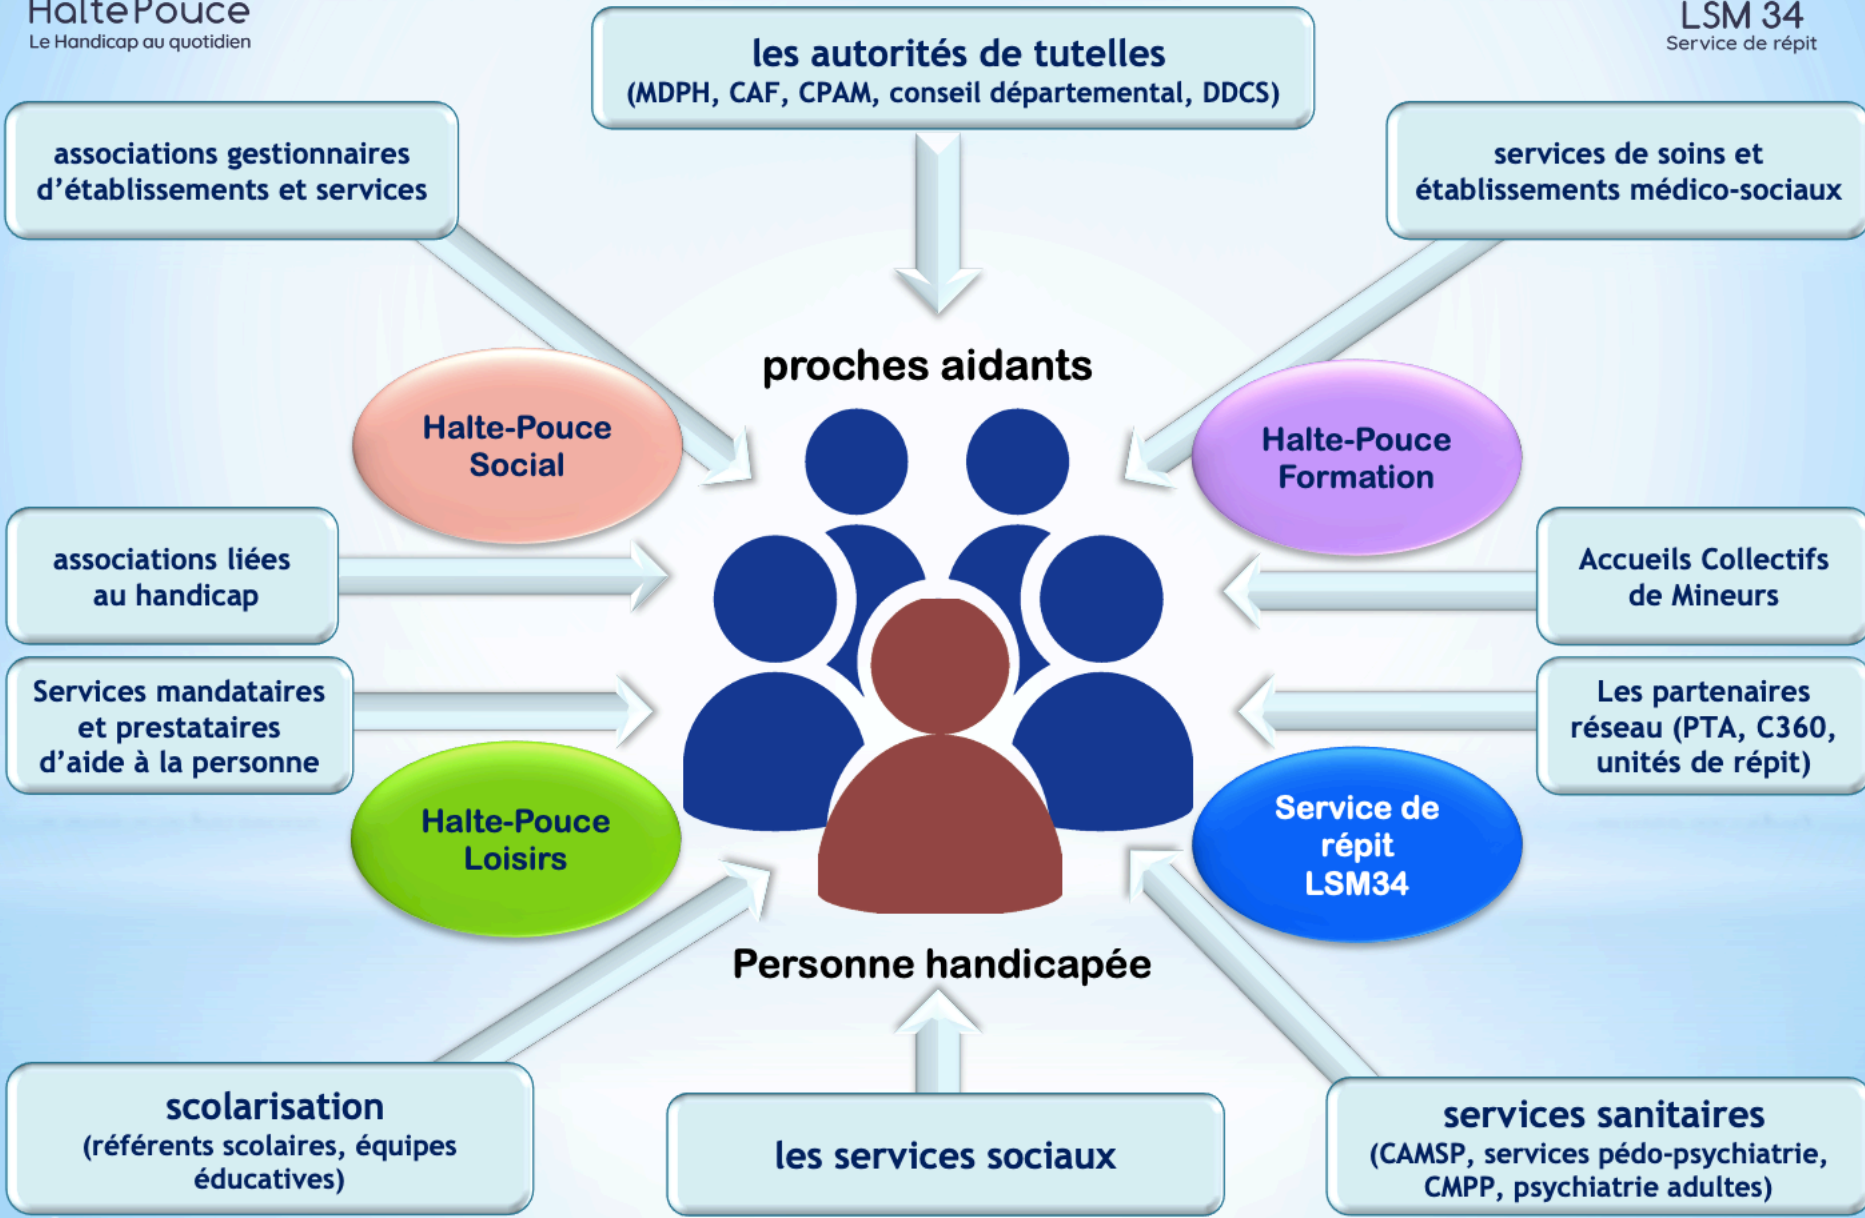 HaltePouce
Le Handicap au quotidien
LSM 34
Service de répit
les autorités de tutelles
(MDPH, CAF, CPAM, conseil départemental, DDCS)
associations gestionnaires
d'établissements et services
services de soins et
établissements médico-sociaux
proches aidants
Halte-Pouce
Social
Halte-Pouce
Formation
associations liées
au handicap
Accueils Collectifs
de Mineurs
Services mandataires
et prestataires
d'aide à la personne
Les partenaires
réseau (PTA, C360,
unités de répit)
Halte-Pouce
Loisirs
Service de
répit
LSM34
Personne handicapée
scolarisation
(référents scolaires, équipes
éducatives)
les services sociaux
services sanitaires
(CAMSP, services pédo-psychiatrie,
CMPP, psychiatrie adultes)